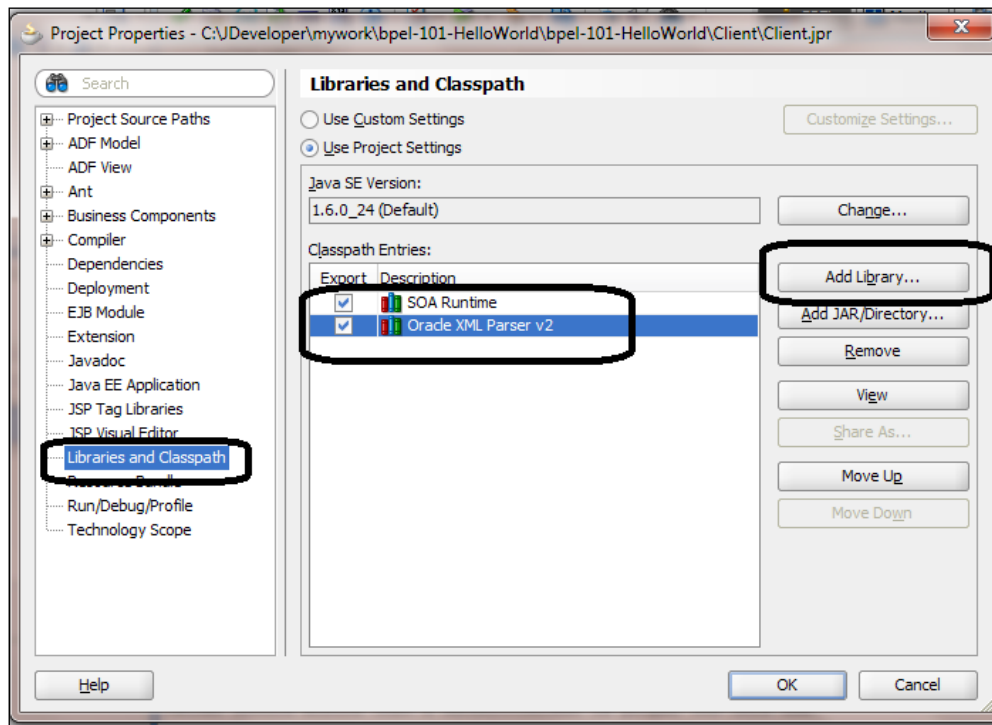 Project Properties - C:\JDeveloper\mywork\bpel-101-HelloWorld\bpel-101-HelloWorld\Client\Client.jpr
Search
Project Source Paths
ADF Model
ADF View
Ant
Business Components
Compiler
Dependencies
Deployment
EJB Module
Extension
Javadoc
Java EE Application
JSP Tag Libraries
JSP Visual Editor
Libraries and Classpath
Resource Bundle
Run/Debug/Profile
Technology Scope
Libraries and Classpath
Use Custom Settings
Customize Settings...
Use Project Settings
Java SE Version:
1.6.0_24 (Default)
Change...
Classpath Entries:
Export Description
SOA Runtime
Oracle XML Parser v2
Add Library...
Add JAR/Directory...
Remove
View
Share As...
Move Up
Move Down
Help
OK
Cancel